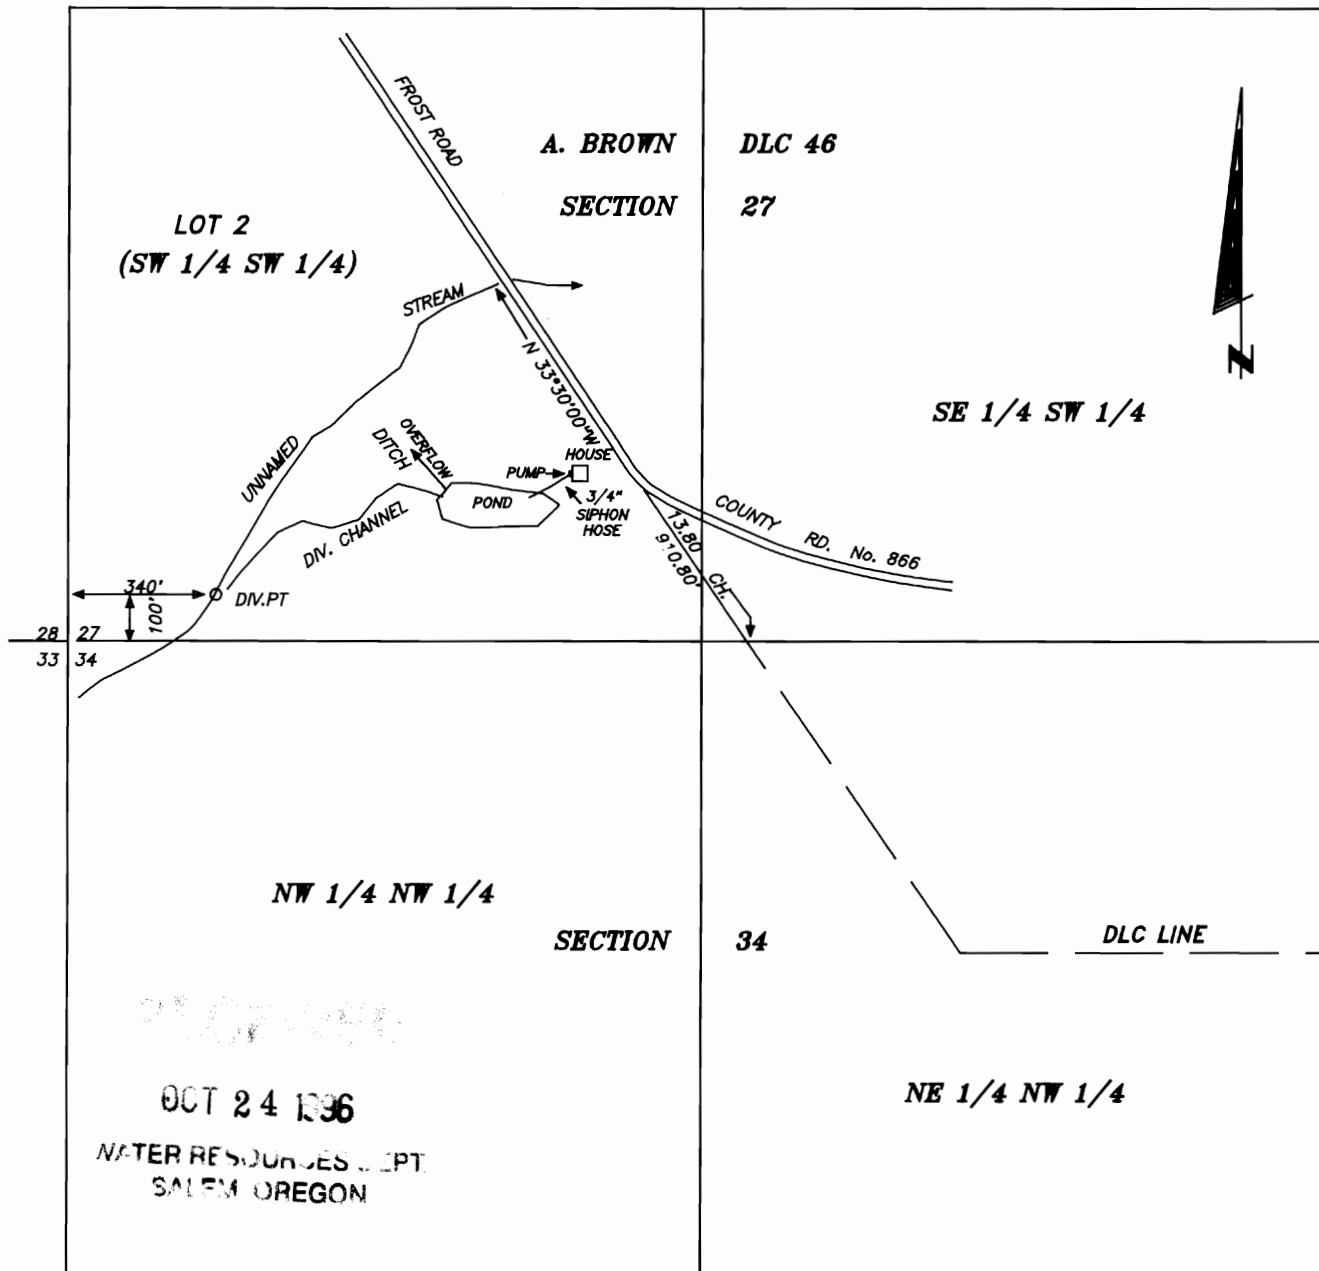 FROST ROAD
A. BROWN DLC 46
SECTION 27
LOT 2
(SW 1/4 SW 1/4)
STREAM
N 33°30'00"W
SE 1/4 SW 1/4
UNNAMED
OVERFLOW
DITCH
HOUSE
PUMP
POND
3/4"
SIPHON
HOSE
DIV. CHANNEL
COUNTY RD. No. 866
13.80 CH.
910.80'
340'
100'
DIV.PT
28 27
33 34
NW 1/4 NW 1/4
SECTION 34
DLC LINE
NE 1/4 NW 1/4
OCT 24 1996
WATER RESOURCES DEPT.
SALEM, OREGON
N